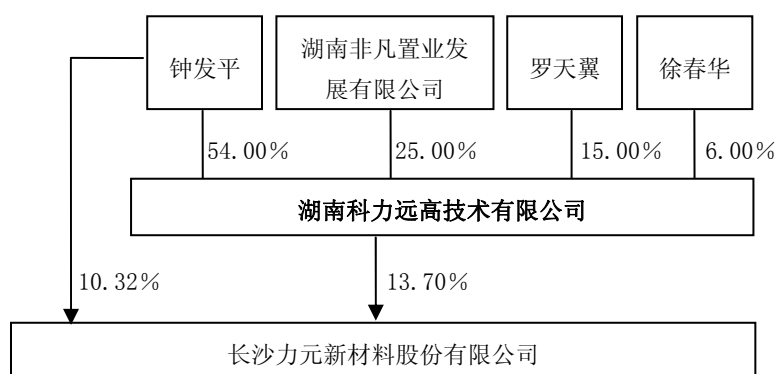 钟发平
湖南非凡置业发
展有限公司
罗天翼
徐春华
54.00%
25.00%
15.00%
6.00%
湖南科力远高技术有限公司
10.32%
13.70%
长沙力元新材料股份有限公司